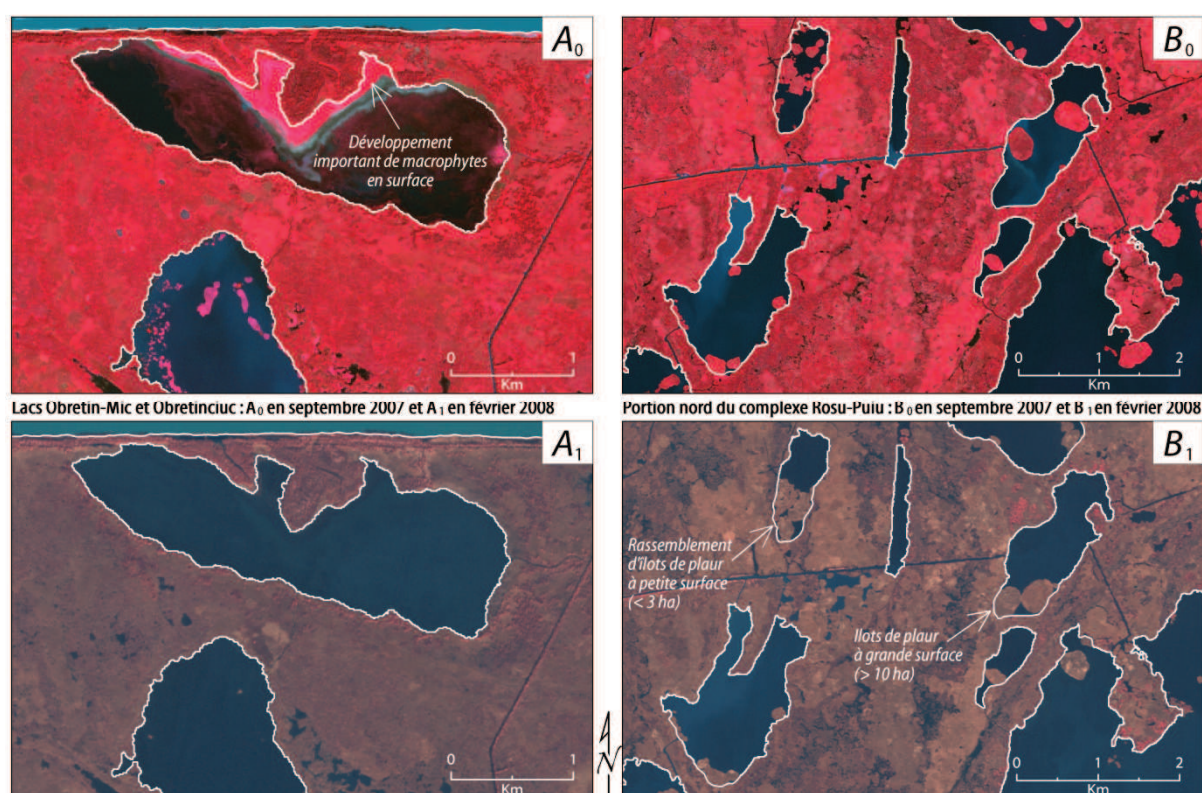 A0
B0
Développement
important de macrophytes
en surface
0 1
Km
0 1 2
Km
Lacs Obretin-Mic et Obretinciuc : A0 en septembre 2007 et A1 en février 2008
Portion nord du complexe Rosu-Puiu : B0 en septembre 2007 et B1 en février 2008
A1
B1
Rassemblement
d'îlots de plaur
à petite surface
(< 3 ha)
Ilots de plaur
à grande surface
(> 10 ha)
0 1
Km
N
0 1 2
Km